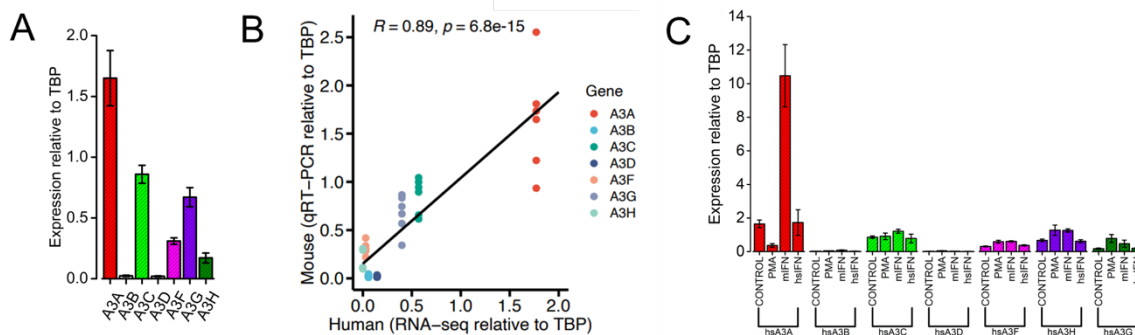 A
Expression relative to TBP
2.0
1.5
1.0
0.5
0.0
A3A
A3B
A3C
A3D
A3F
A3G
A3H
B
R = 0.89, p = 6.8e-15
Mouse (qRT-PCR relative to TBP)
2.5
2.0
1.5
1.0
0.5
0.0
0.0 0.5 1.0 1.5 2.0
Human (RNA-seq relative to TBP)
Gene
A3A
A3B
A3C
A3D
A3F
A3G
A3H
C
Expression relative to TBP
14
12
10
8
6
4
2
0
CONTROL PMA mIFN hsIFN
CONTROL PMA mIFN hsIFN
CONTROL PMA mIFN hsIFN
CONTROL PMA mIFN hsIFN
CONTROL PMA mIFN hsIFN
CONTROL PMA mIFN hsIFN
CONTROL PMA mIFN
hsA3A hsA3B hsA3C hsA3D hsA3F hsA3H hsA3G